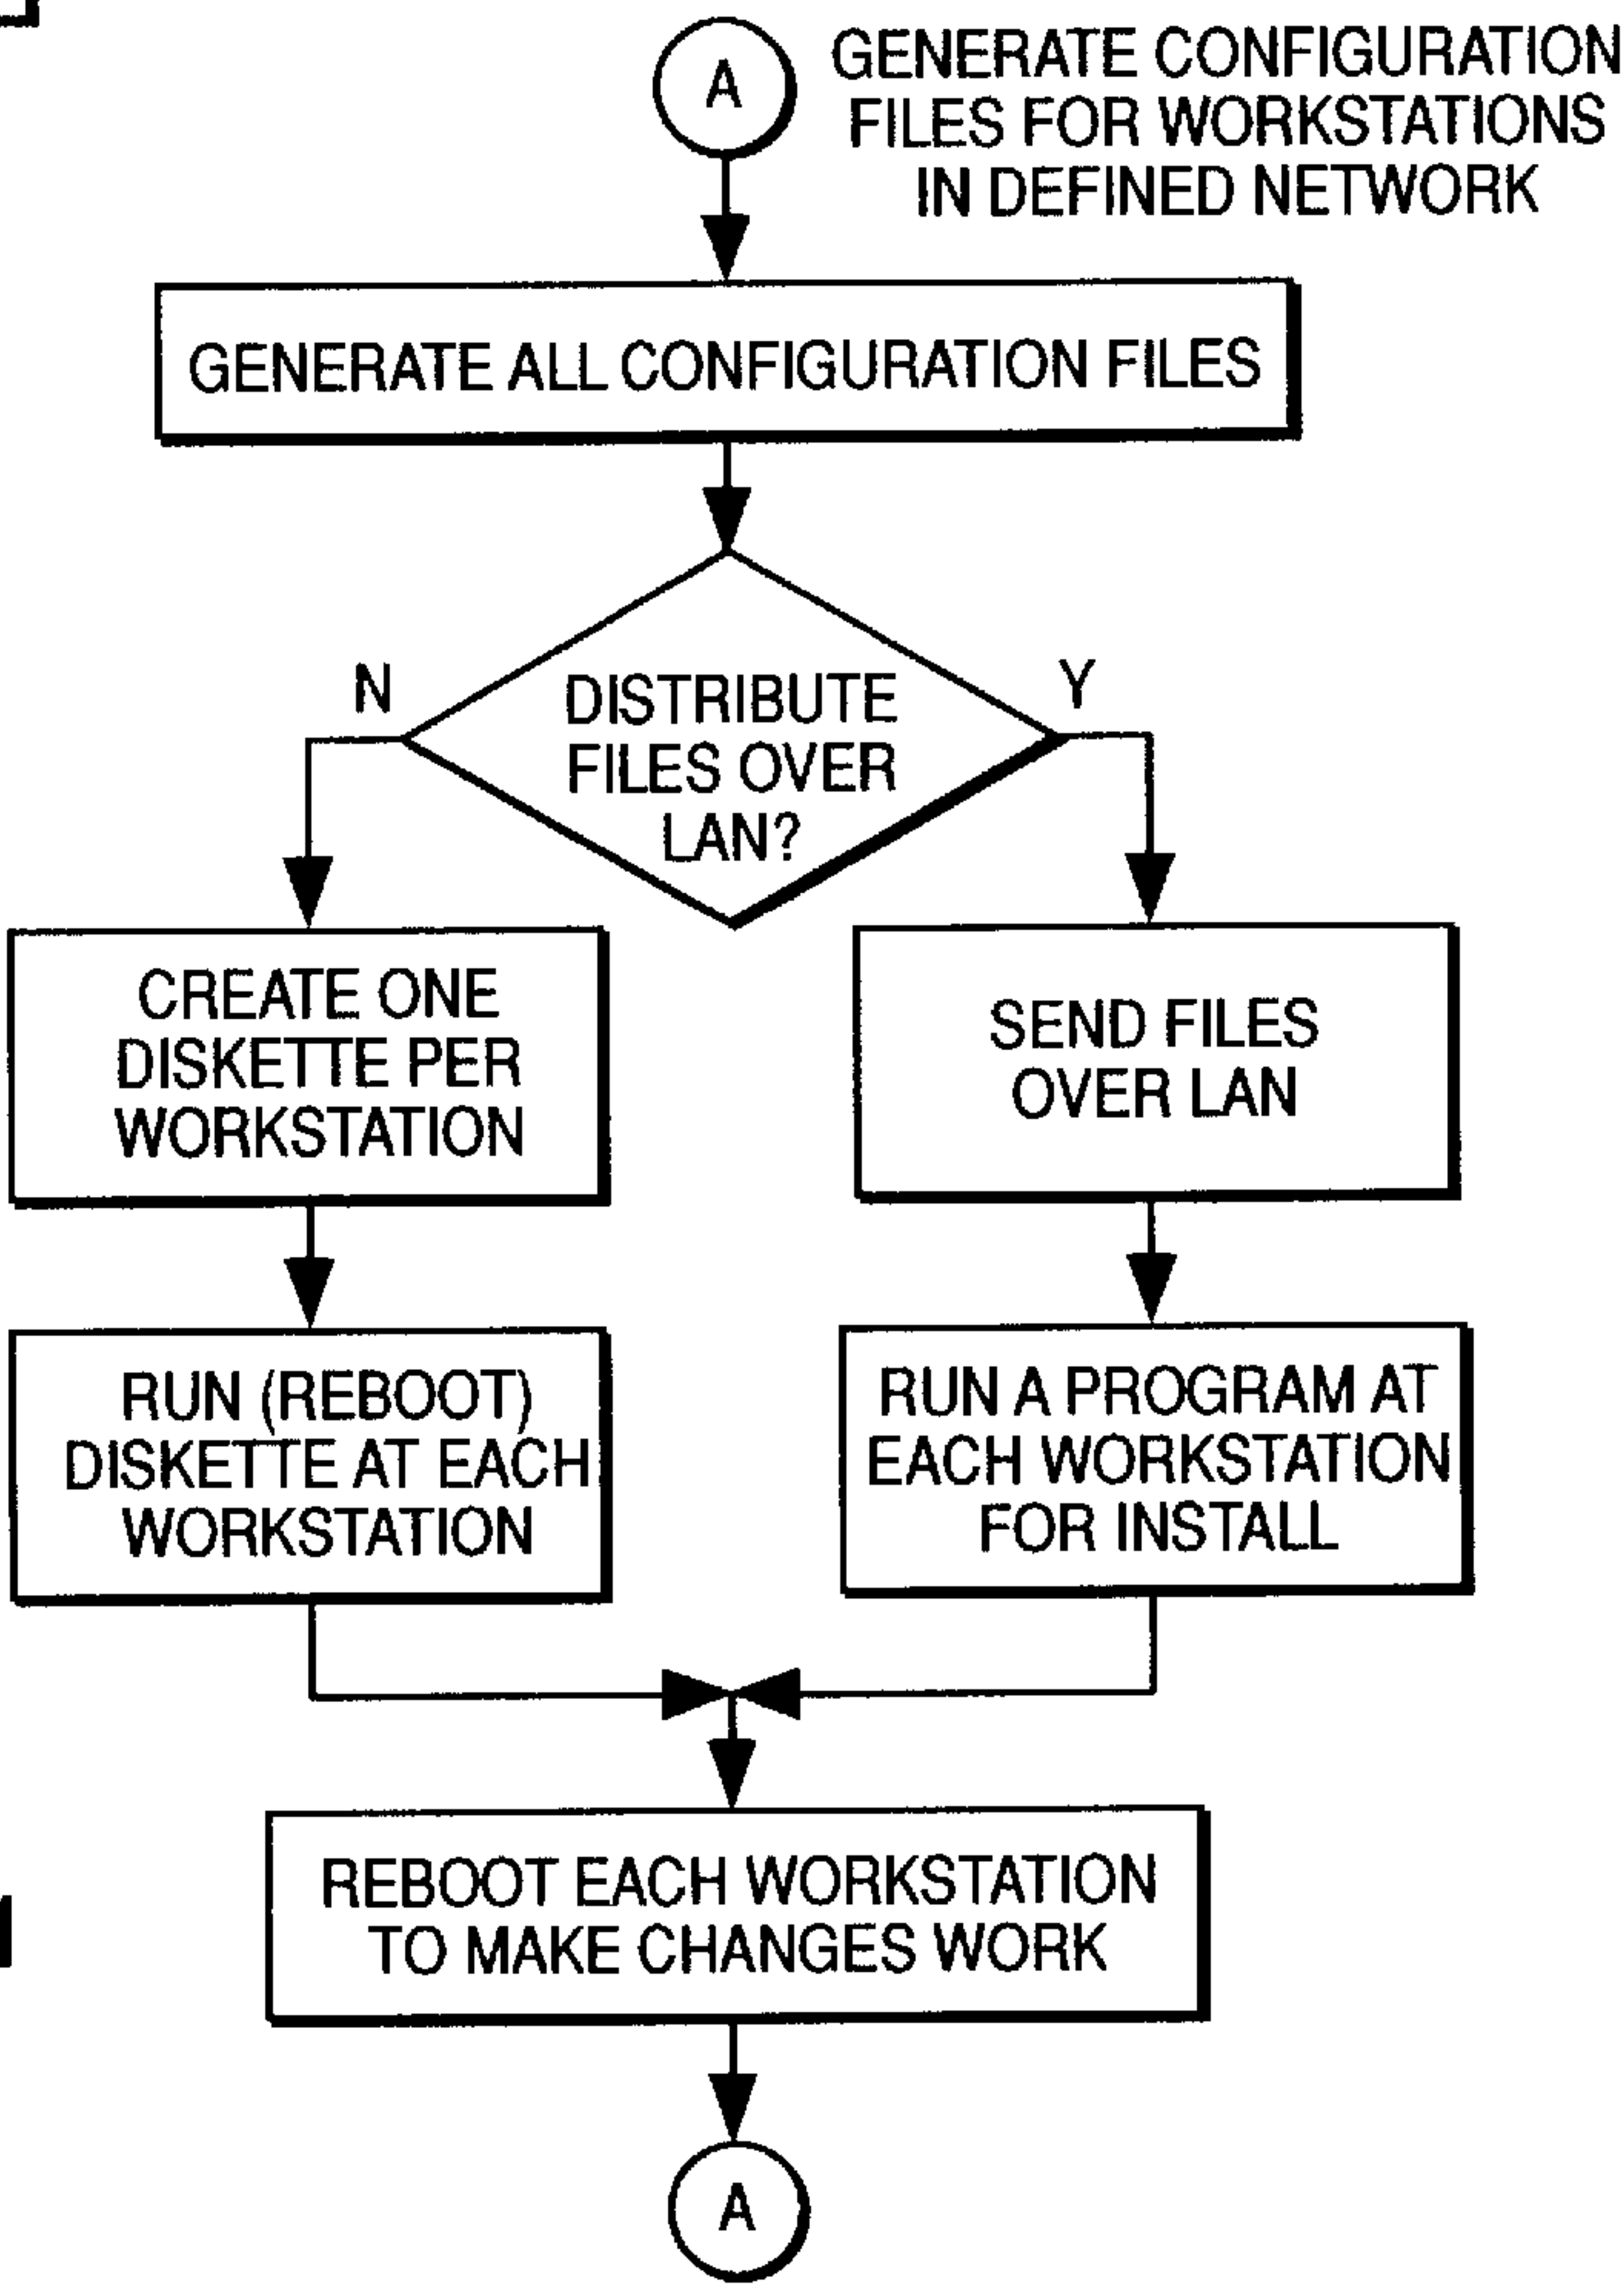 A
GENERATE CONFIGURATION
FILES FOR WORKSTATIONS
IN DEFINED NETWORK
GENERATE ALL CONFIGURATION FILES
DISTRIBUTE
FILES OVER
LAN?
N
Y
CREATE ONE
DISKETTE PER
WORKSTATION
SEND FILES
OVER LAN
RUN (REBOOT)
DISKETTE AT EACH
WORKSTATION
RUN A PROGRAM AT
EACH WORKSTATION
FOR INSTALL
REBOOT EACH WORKSTATION
TO MAKE CHANGES WORK
A